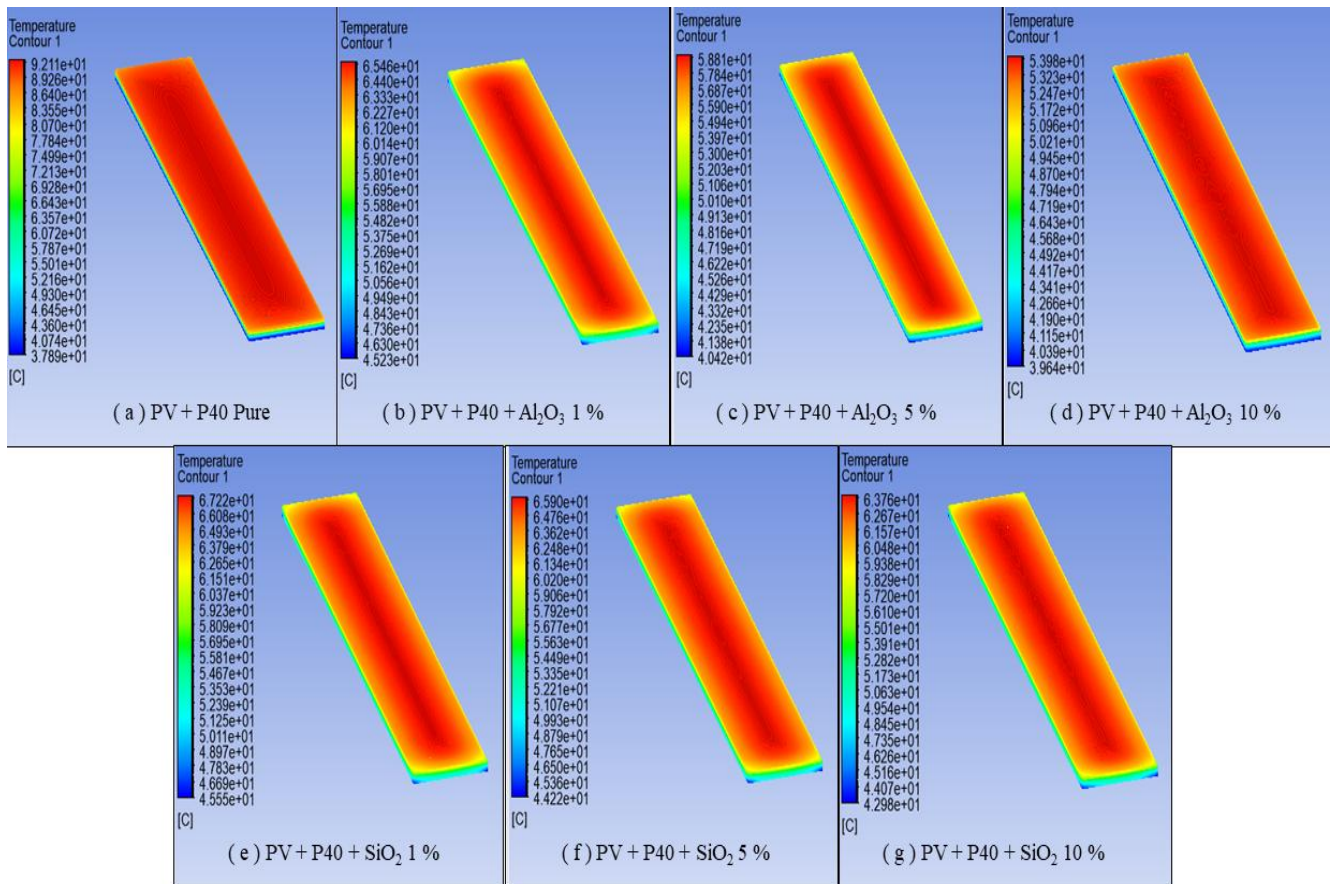 Temperature
Contour 1
9.211e+01
8.926e+01
8.640e+01
8.355e+01
8.070e+01
7.784e+01
7.499e+01
7.213e+01
6.928e+01
6.643e+01
6.357e+01
6.072e+01
5.787e+01
5.501e+01
5.216e+01
4.930e+01
4.645e+01
4.360e+01
4.074e+01
3.789e+01
[C]
( a ) PV + P40 Pure
Temperature
Contour 1
6.546e+01
6.440e+01
6.333e+01
6.227e+01
6.120e+01
6.014e+01
5.907e+01
5.801e+01
5.695e+01
5.588e+01
5.482e+01
5.375e+01
5.269e+01
5.162e+01
5.056e+01
4.949e+01
4.843e+01
4.736e+01
4.630e+01
4.523e+01
[C]
( b ) PV + P40 + Al₂O₃ 1 %
Temperature
Contour 1
5.881e+01
5.784e+01
5.687e+01
5.590e+01
5.494e+01
5.397e+01
5.300e+01
5.203e+01
5.106e+01
5.010e+01
4.913e+01
4.816e+01
4.719e+01
4.622e+01
4.526e+01
4.429e+01
4.332e+01
4.235e+01
4.138e+01
4.042e+01
[C]
( c ) PV + P40 + Al₂O₃ 5 %
Temperature
Contour 1
5.398e+01
5.323e+01
5.247e+01
5.172e+01
5.096e+01
4.945e+01
4.870e+01
4.794e+01
4.719e+01
4.643e+01
4.568e+01
4.492e+01
4.417e+01
4.341e+01
4.266e+01
4.190e+01
4.115e+01
4.039e+01
3.964e+01
[C]
( d ) PV + P40 + Al₂O₃ 10 %
Temperature
Contour 1
6.722e+01
6.608e+01
6.493e+01
6.379e+01
6.265e+01
6.151e+01
6.037e+01
5.923e+01
5.809e+01
5.695e+01
5.581e+01
5.467e+01
5.353e+01
5.239e+01
5.125e+01
5.011e+01
4.897e+01
4.783e+01
4.669e+01
4.555e+01
[C]
( e ) PV + P40 + SiO₂ 1 %
Temperature
Contour 1
6.590e+01
6.476e+01
6.362e+01
6.248e+01
6.134e+01
6.020e+01
5.906e+01
5.792e+01
5.677e+01
5.563e+01
5.449e+01
5.335e+01
5.221e+01
5.107e+01
4.993e+01
4.879e+01
4.765e+01
4.650e+01
4.536e+01
4.422e+01
[C]
( f ) PV + P40 + SiO₂ 5 %
Temperature
Contour 1
6.376e+01
6.267e+01
6.157e+01
6.048e+01
5.938e+01
5.829e+01
5.720e+01
5.610e+01
5.501e+01
5.391e+01
5.282e+01
5.173e+01
5.063e+01
4.954e+01
4.845e+01
4.735e+01
4.626e+01
4.516e+01
4.407e+01
4.298e+01
[C]
( g ) PV + P40 + SiO₂ 10 %